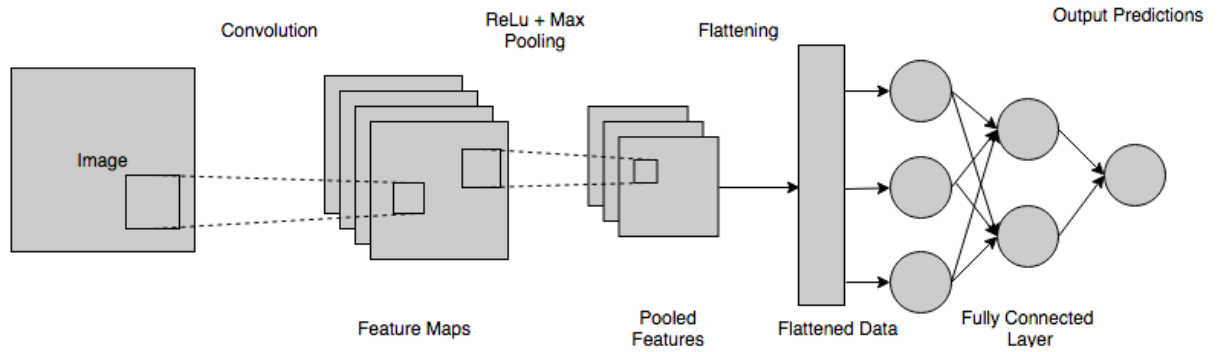 Convolution
ReLu + Max
Pooling
Flattening
Output Predictions
Image
Feature Maps
Pooled
Features
Flattened Data
Fully Connected
Layer